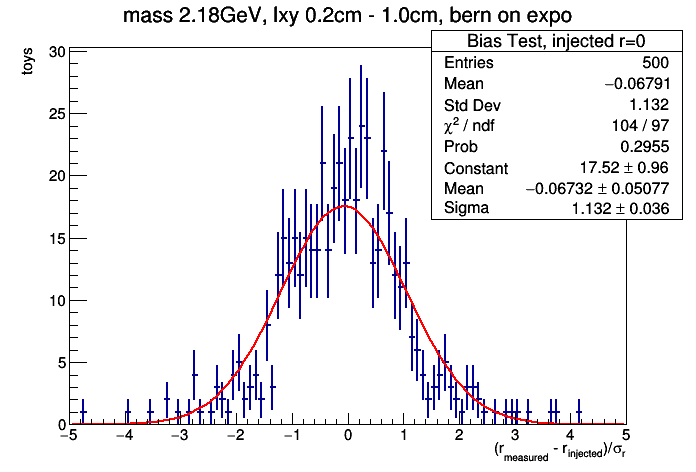 mass 2.18GeV, lxy 0.2cm - 1.0cm, bern on expo
Bias Test, injected r=0
Entries 500
Mean −0.06791
Std Dev 1.132
χ² / ndf 104 / 97
Prob 0.2955
Constant 17.52 ± 0.96
Mean −0.06732 ± 0.05077
Sigma 1.132 ± 0.036
toys
30
25
20
15
10
5
0
−5 −4 −3 −2 −1 0 1 2 3 4 5
(r_measured - r_injected)/σ_r